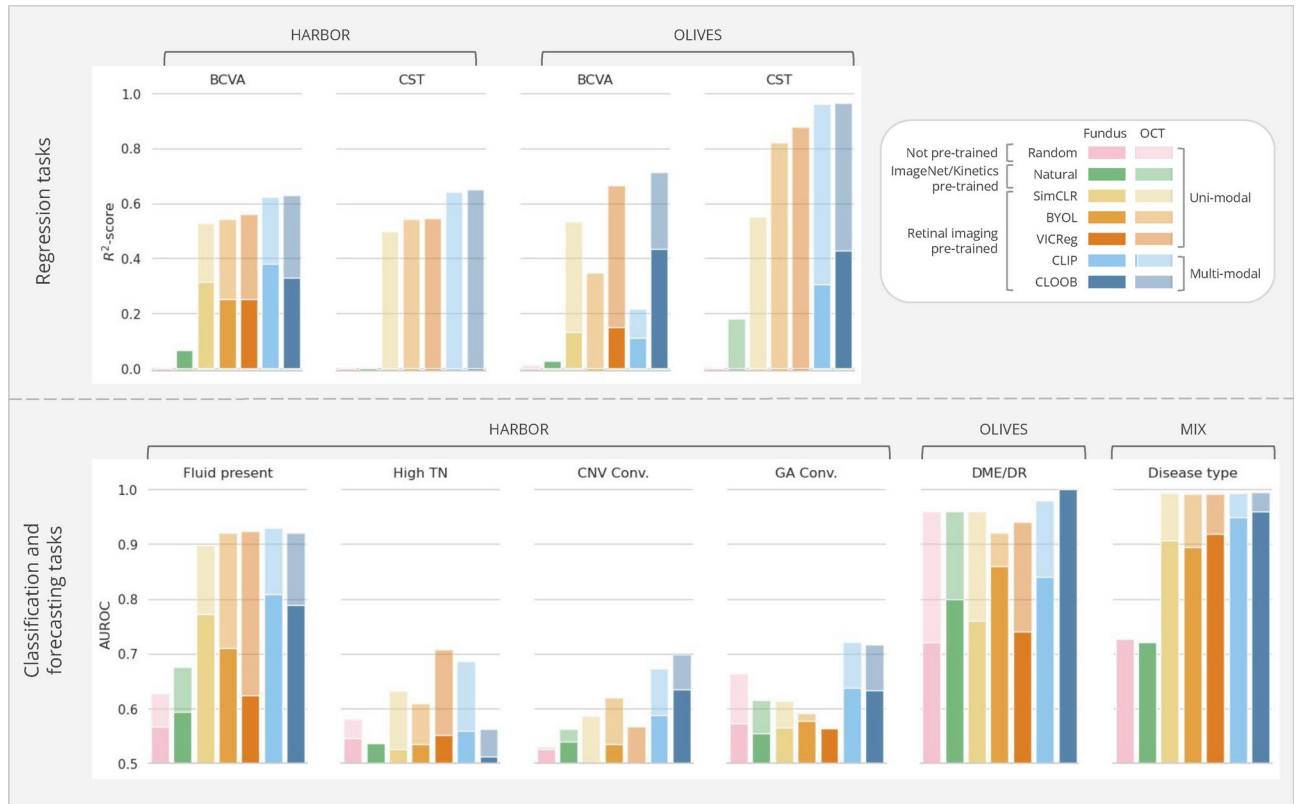 HARBOR
OLIVES
Regression tasks
BCVA
CST
BCVA
CST
R²-score
1.0
0.8
0.6
0.4
0.2
0.0
Fundus OCT
Not pre-trained
Random
ImageNet/Kinetics
pre-trained
Natural
Retinal imaging
pre-trained
SimCLR
BYOL
VICReg
CLIP
CLOOB
Uni-modal
Multi-modal
HARBOR
OLIVES
MIX
Classification and
forecasting tasks
Fluid present
High TN
CNV Conv.
GA Conv.
DME/DR
Disease type
AUROC
1.0
0.9
0.8
0.7
0.6
0.5